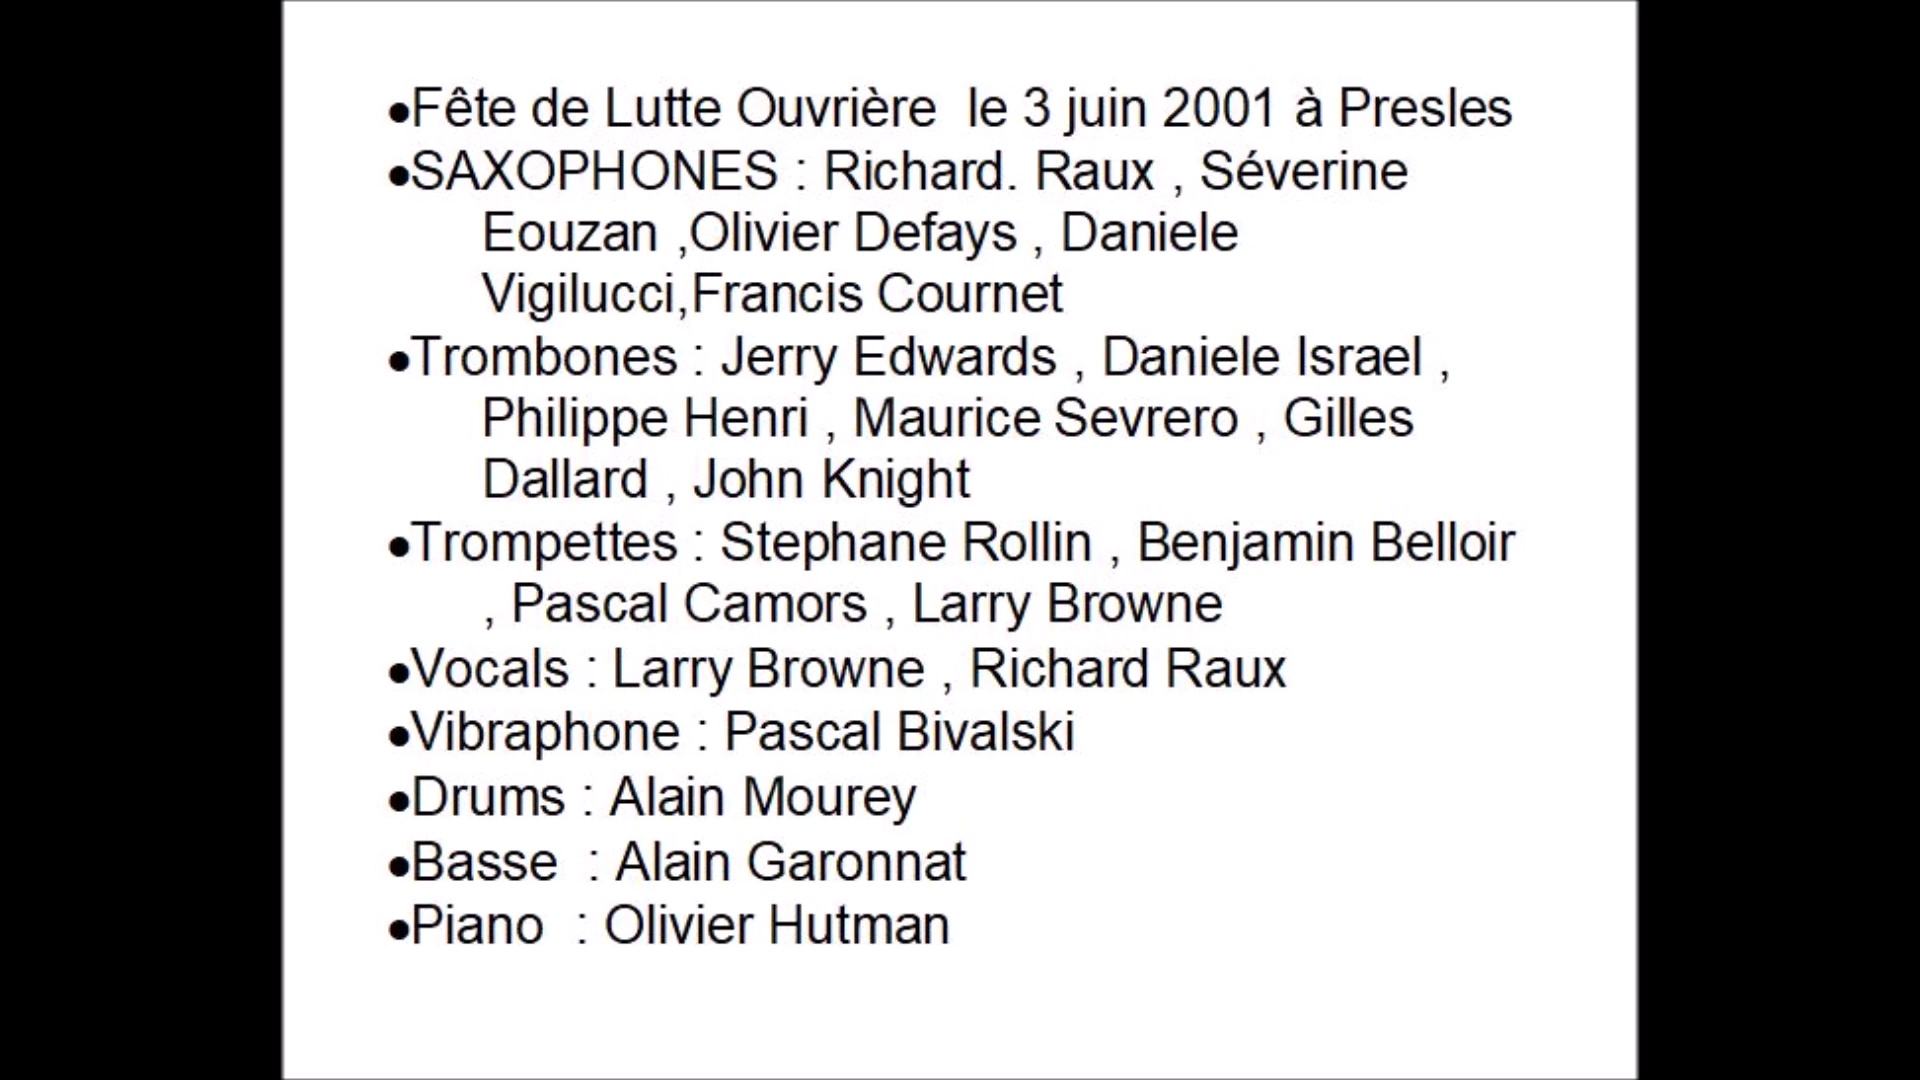 ●Fête de Lutte Ouvrière  le 3 juin 2001 à Presles
●SAXOPHONES : Richard. Raux , Séverine
Eouzan ,Olivier Defays , Daniele
Vigilucci,Francis Cournet
●Trombones : Jerry Edwards , Daniele Israel ,
Philippe Henri , Maurice Sevrero , Gilles
Dallard , John Knight
●Trompettes : Stephane Rollin , Benjamin Belloir
, Pascal Camors , Larry Browne
●Vocals : Larry Browne , Richard Raux
●Vibraphone : Pascal Bivalski
●Drums : Alain Mourey
●Basse  : Alain Garonnat
●Piano  : Olivier Hutman